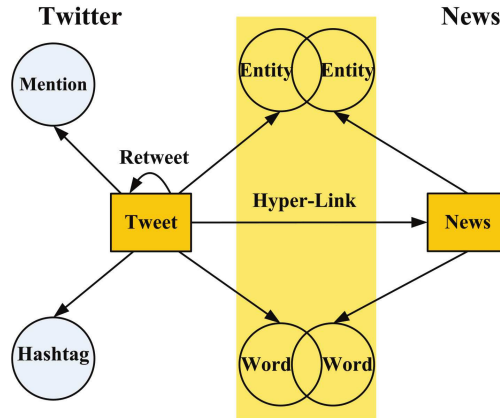 Twitter
News
Mention
Entity Entity
Retweet
Hyper-Link
Tweet
News
Hashtag
Word Word